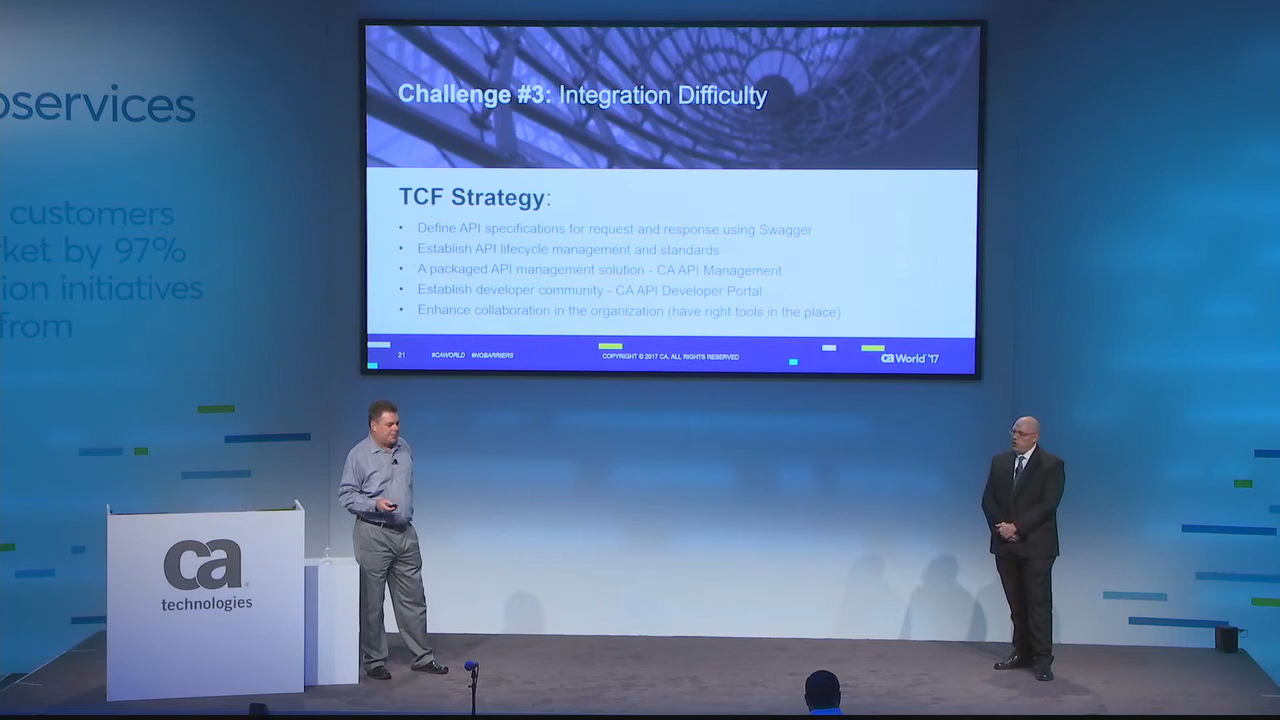 oservices
customers
ket by 97%
ion initiatives
from
Challenge #3: Integration Difficulty
TCF Strategy:
• Define API specifications for request and response using Swagger
• Establish API lifecycle management and standards
• A packaged API management solution - CA API Management
• Establish developer community - CA API Developer Portal
• Enhance collaboration in the organization (have right tools in the place)
21 #CAWORLD #NOBARRIERS COPYRIGHT © 2017 CA. ALL RIGHTS RESERVED ca World '17
ca
technologies